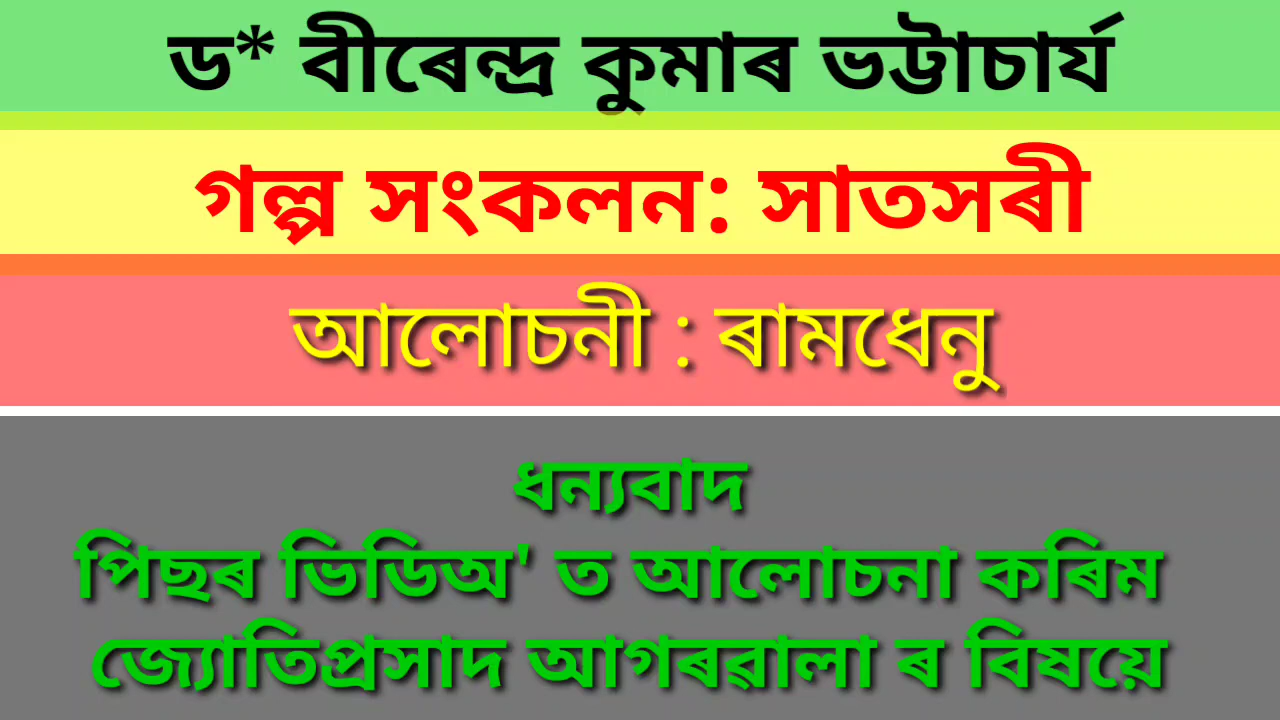 ড* বীৰেন্দ্ৰ কুমাৰ ভট্টাচাৰ্য
গল্প সংকলন: সাতসৰী
আলোচনী : ৰামধেনু
ধন্যবাদ
পিছৰ ভিডিঅ' ত আলোচনা কৰিম
জ্যোতিপ্ৰসাদ আগৰৱালা ৰ বিষয়ে